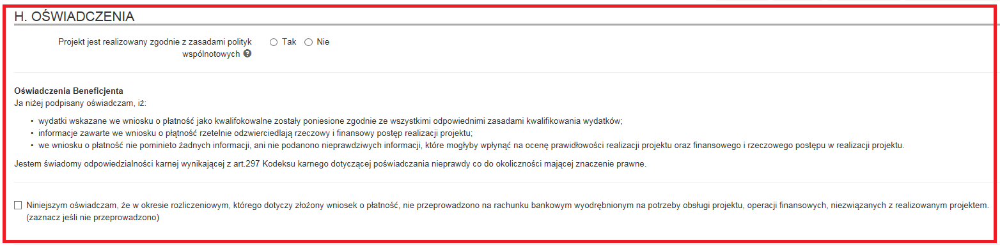 H. OŚWIADCZENIA
Projekt jest realizowany zgodnie z zasadami polityk
wspólnotowych ?
Tak Nie
Oświadczenia Beneficjenta
Ja niżej podpisany oświadczam, iż:
• wydatki wskazane we wniosku o płatność jako kwalifokowalne zostały poniesione zgodnie ze wszystkimi odpowiednimi zasadami kwalifikowania wydatków;
• informacje zawarte we wniosku o płątność rzetelnie odzwierciedlają rzeczowy i finansowy postęp realizacji projektu;
• we wniosku o płatność nie pominieto żadnych informacji, ani nie podanono nieprawdziwych informacji, które mogłyby wpłynąć na ocenę prawidłowości realizacji projektu oraz finansowego i rzeczowego postępu w realizacji projektu.
Jestem świadomy odpowiedzialności karnej wynikającej z art.297 Kodeksu karnego dotyczącej poświadczania nieprawdy co do okoliczności mającej znaczenie prawne.
Niniejszym oświadczam, że w okresie rozliczeniowym, którego dotyczy złożony wniosek o płatność, nie przeprowadzono na rachunku bankowym wyodrębnionym na potrzeby obsługi projektu, operacji finansowych, niezwiązanych z realizowanym projektem.
(zaznacz jeśli nie przeprowadzono)